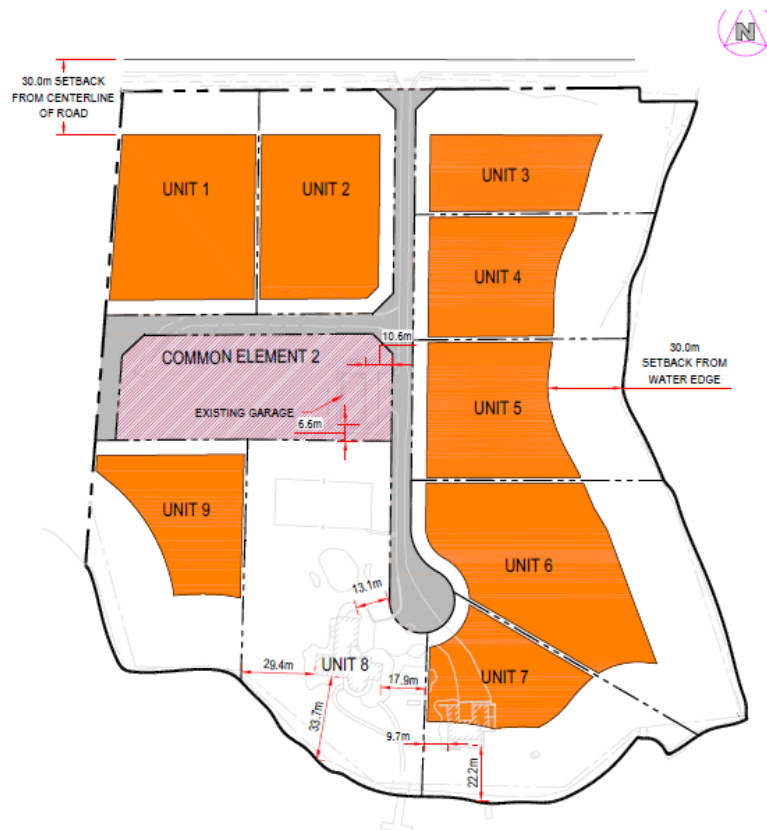 N
30.0m SETBACK
FROM CENTERLINE
OF ROAD
UNIT 1
UNIT 2
UNIT 3
UNIT 4
10.6m
COMMON ELEMENT 2
30.0m
SETBACK FROM
WATER EDGE
EXISTING GARAGE
6.6m
UNIT 5
UNIT 9
UNIT 6
13.1m
29.4m
UNIT 8
17.9m
UNIT 7
33.7m
9.7m
22.2m